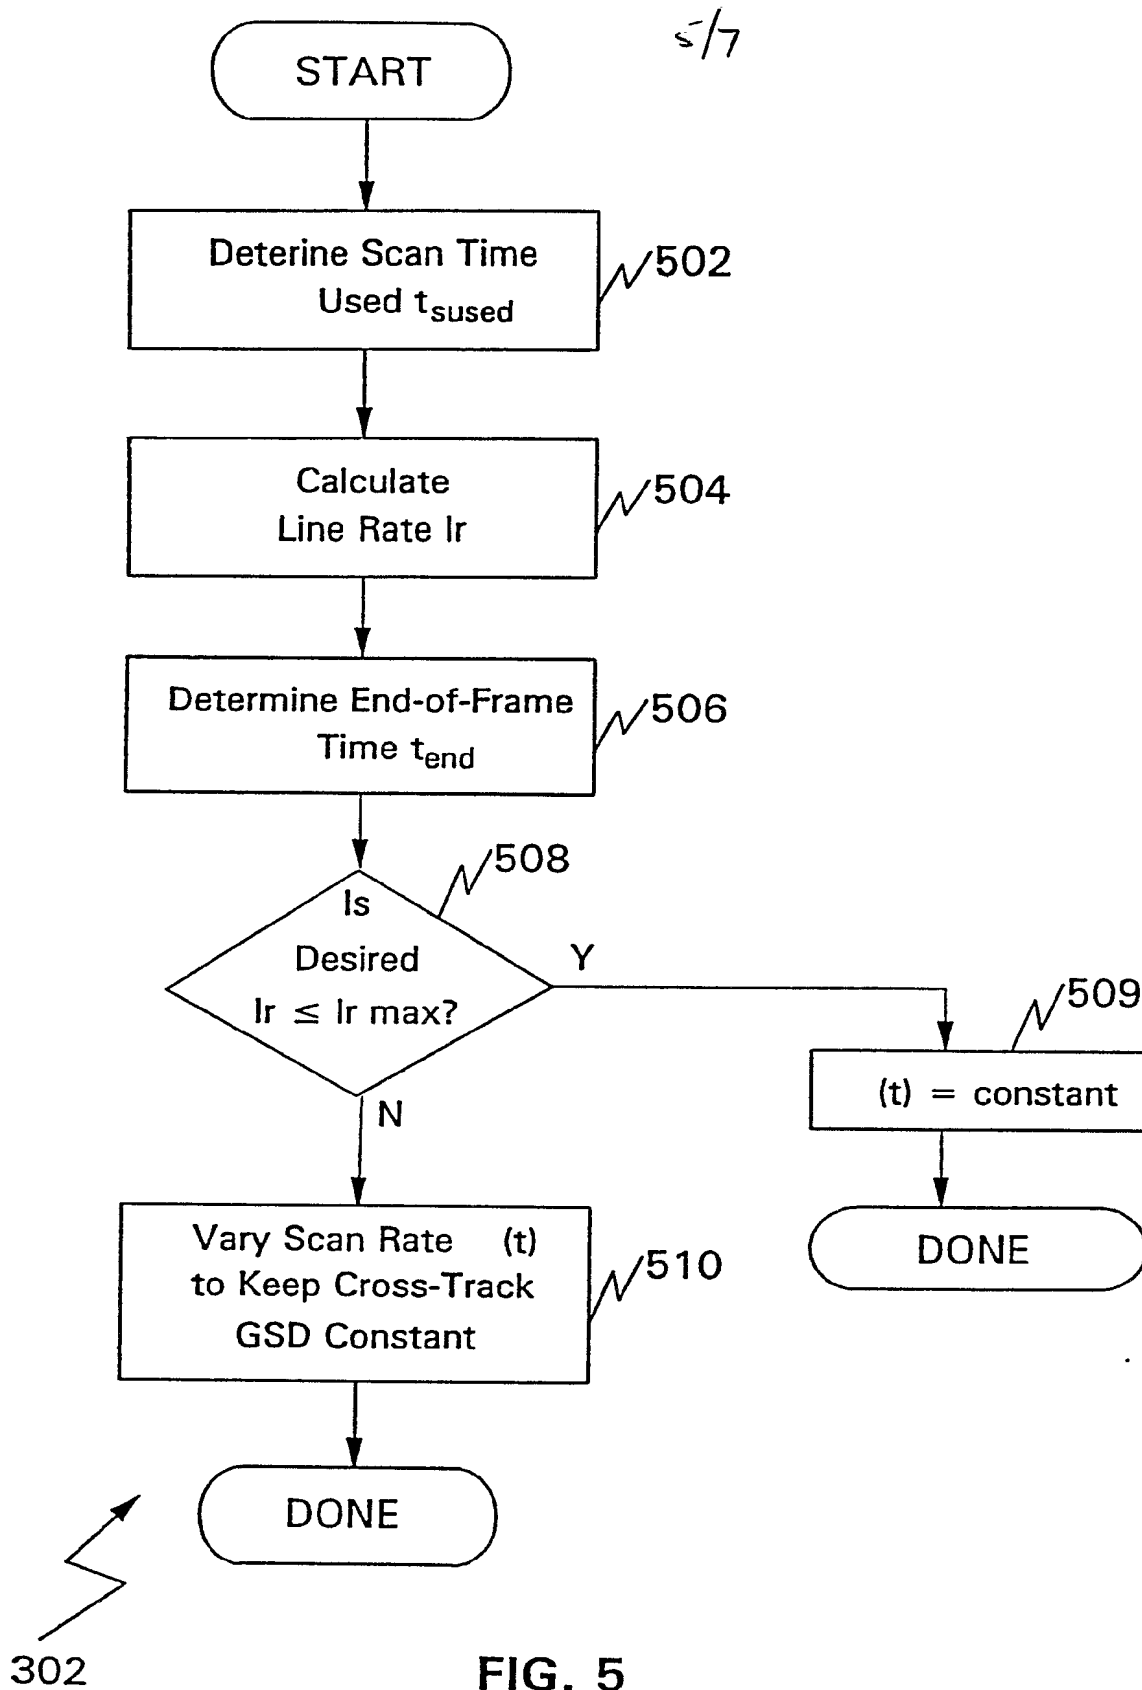 5/7
START
Deterine Scan Time
Used tsused
502
Calculate
Line Rate lr
504
Determine End-of-Frame
Time tend
506
508
Is
Desired
lr ≤ lr max?
Y
N
509
(t) = constant
DONE
Vary Scan Rate (t)
to Keep Cross-Track
GSD Constant
510
DONE
302
FIG. 5